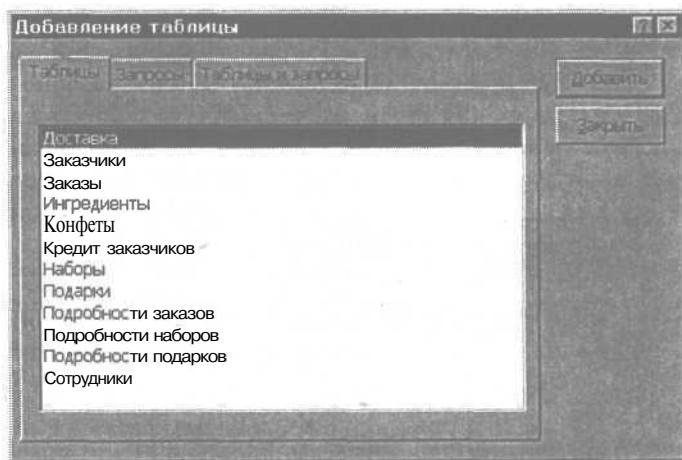 Добавление таблицы
Таблицы Запросы Таблицы и запросы
Добавить
Закрыть
Доставка
Заказчики
Заказы
Ингредиенты
Конфеты
Кредит заказчиков
Наборы
Подарки
Подробности заказов
Подробности наборов
Подробности подарков
Сотрудники